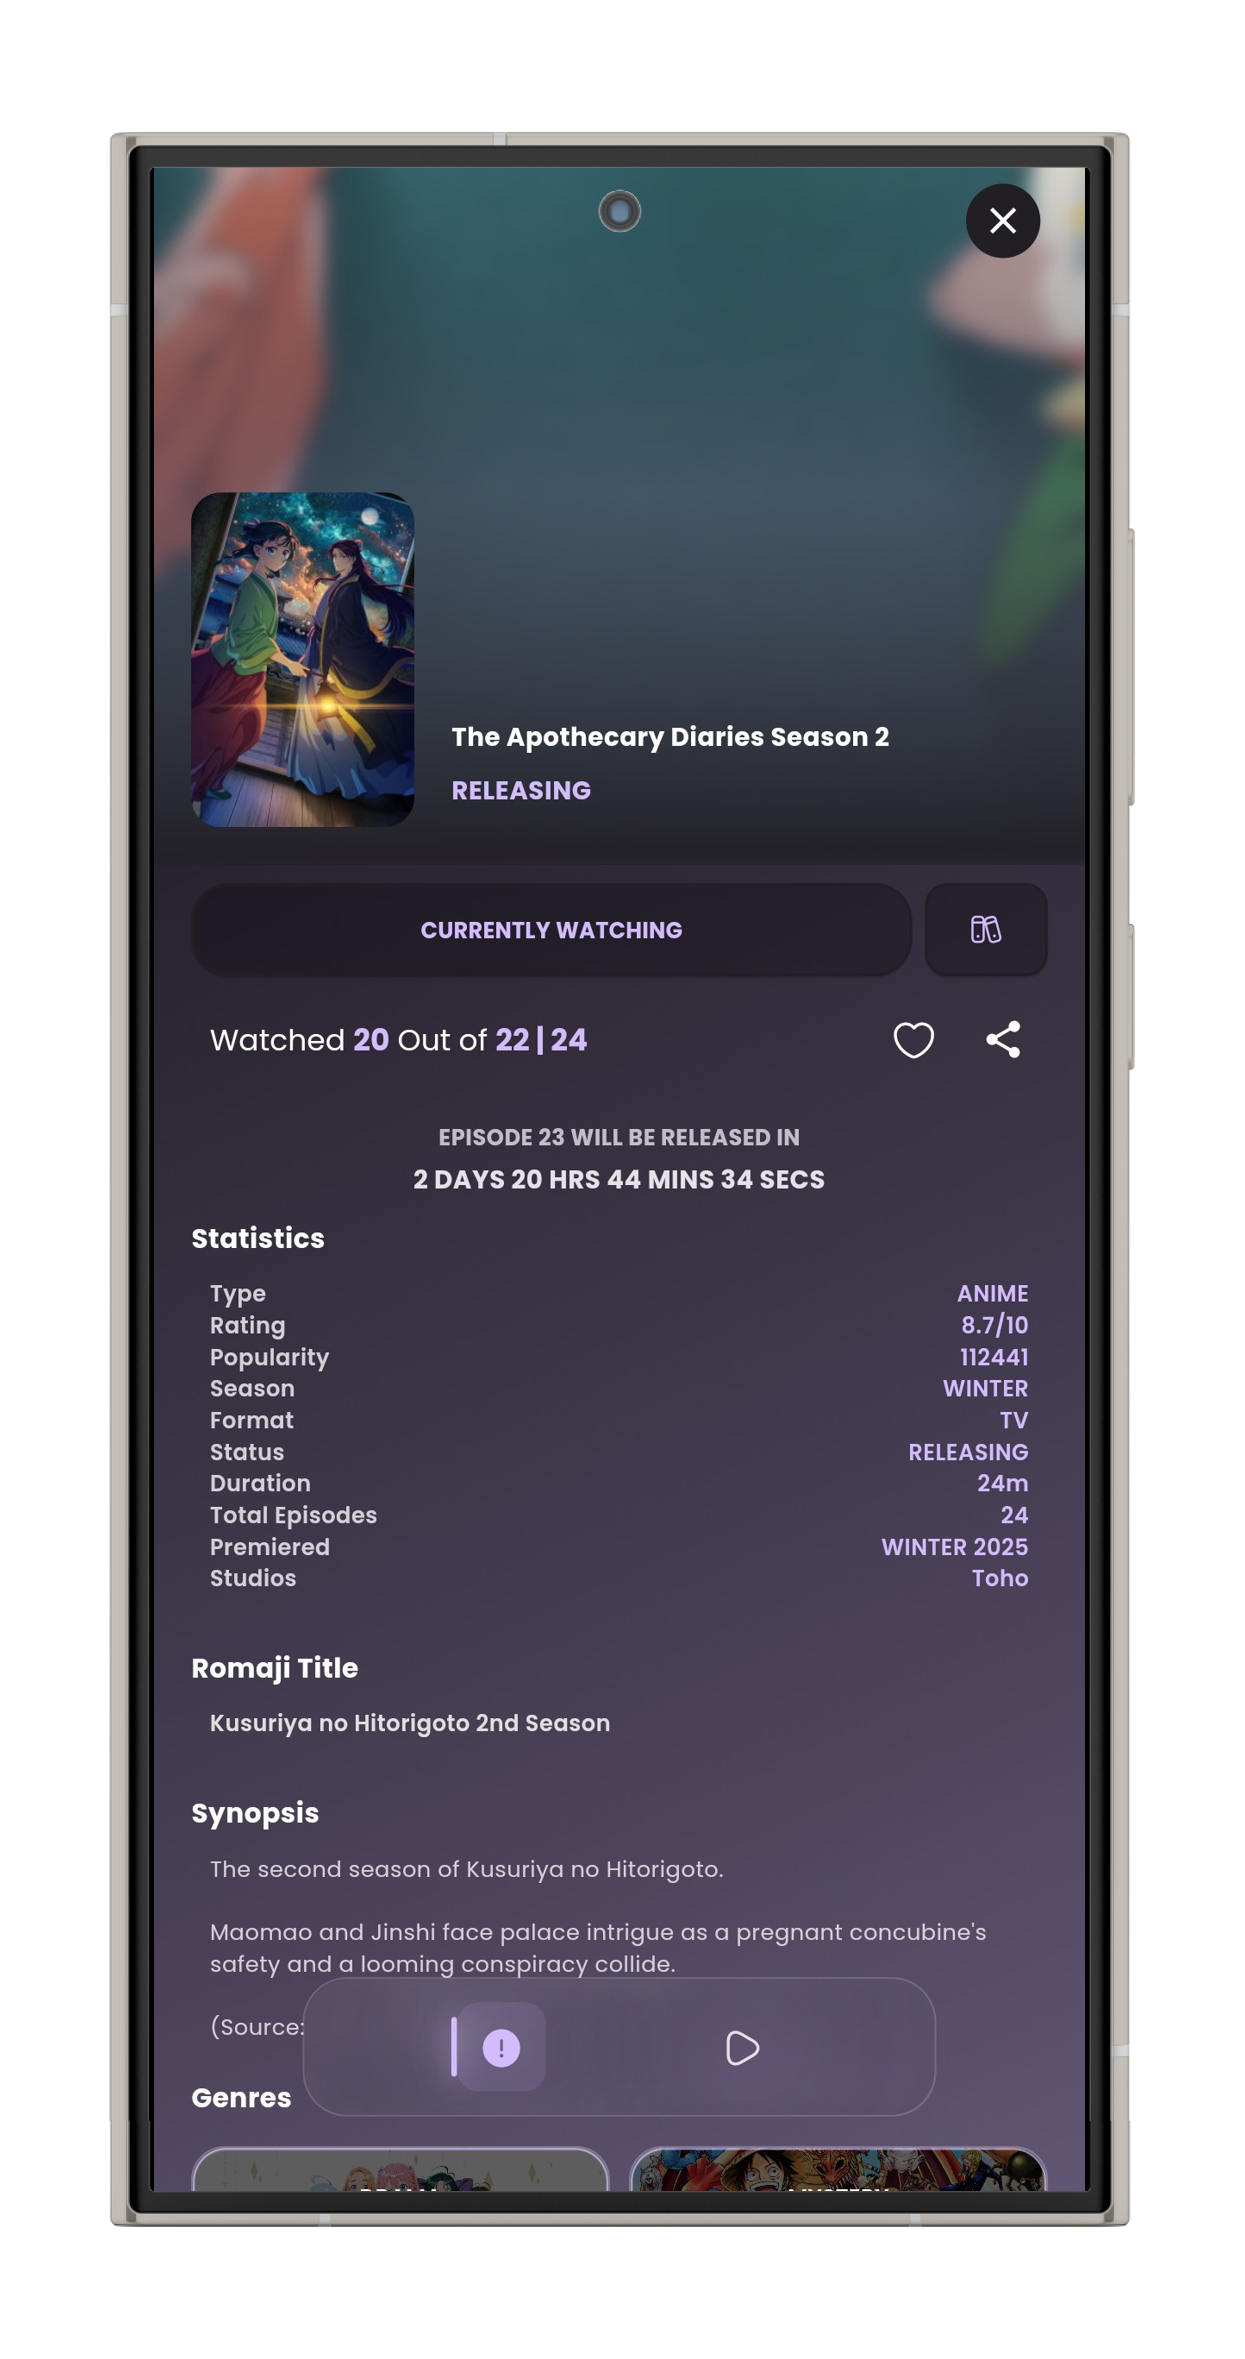 The Apothecary Diaries Season 2
RELEASING
CURRENTLY WATCHING
Watched 20 Out of 22 | 24
EPISODE 23 WILL BE RELEASED IN
2 DAYS 20 HRS 44 MINS 34 SECS
Statistics
Type ANIME
Rating 8.7/10
Popularity 112441
Season WINTER
Format TV
Status RELEASING
Duration 24m
Total Episodes 24
Premiered WINTER 2025
Studios Toho
Romaji Title
Kusuriya no Hitorigoto 2nd Season
Synopsis
The second season of Kusuriya no Hitorigoto.
Maomao and Jinshi face palace intrigue as a pregnant concubine's
safety and a looming conspiracy collide.
(Source:
Genres